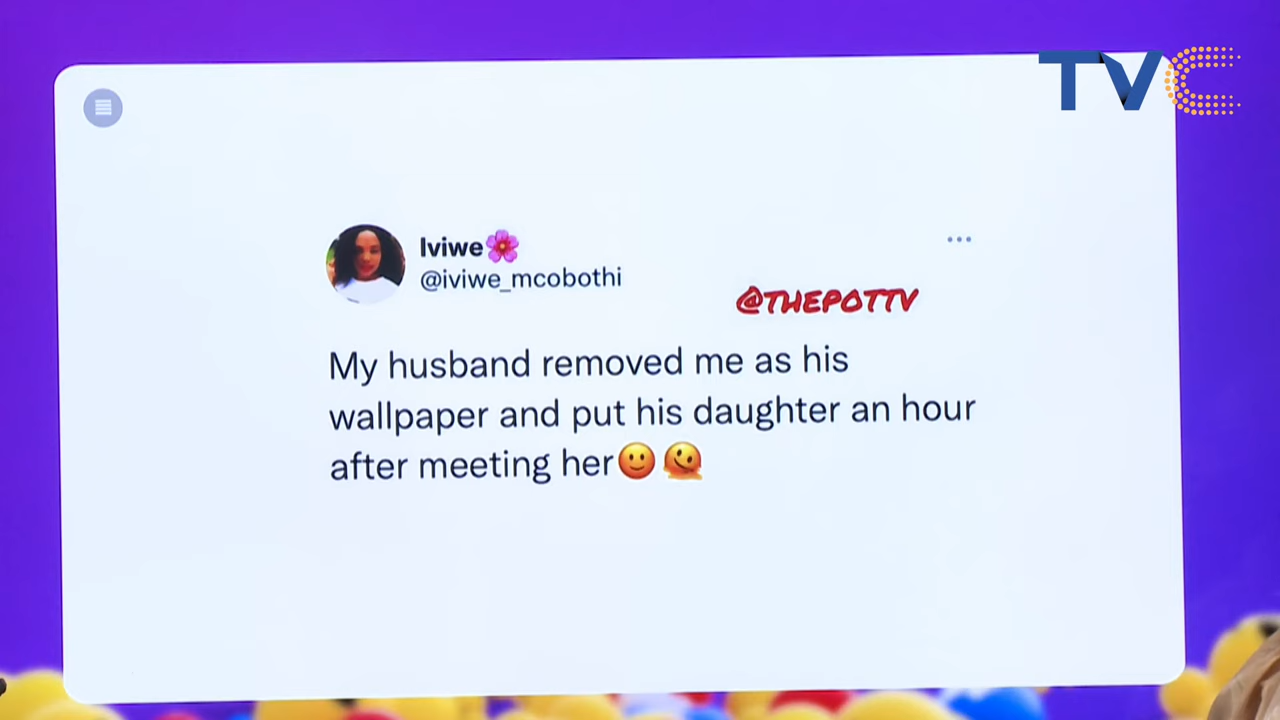 TVC
Iviwe🌸
@iviwe_mcobothi
@THEPOTTV
My husband removed me as his
wallpaper and put his daughter an hour
after meeting her🙂🫠